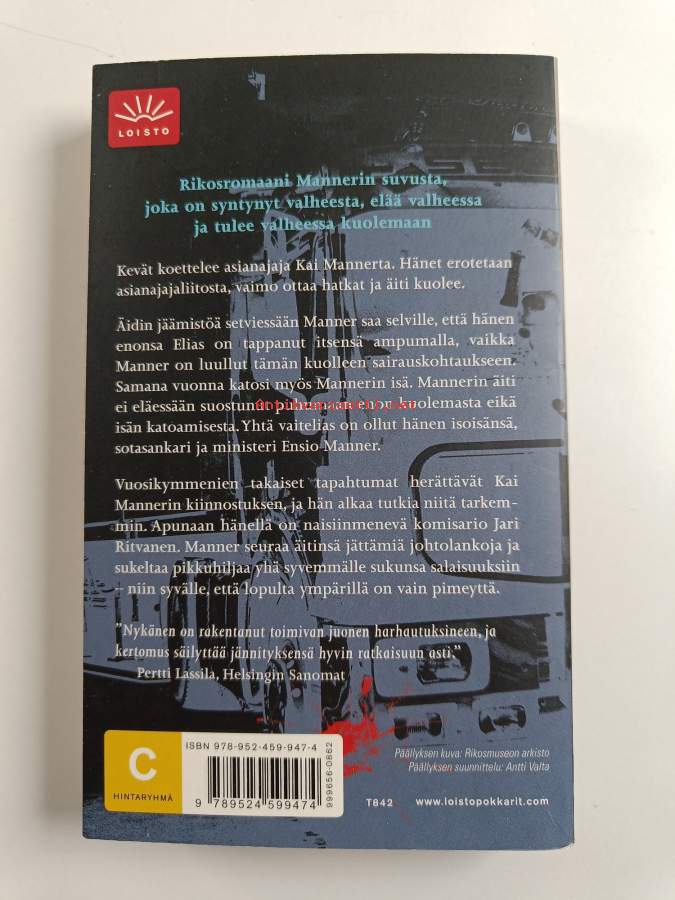 LOISTO
Rikosromaani Mannerin suvusta,
joka on syntynyt valheesta, elää valheessa
ja tulee valheessa kuolemaan
Kevät koettelee asianajaja Kai Mannerta. Hänet erotetaan
asianajajaliitosta, vaimo ottaa hatkat ja äiti kuolee.
Äidin jäämistöä setviessään Manner saa selville, että hänen
enonsa Elias on tappanut itsensä ampumalla, vaikka
Manner on luullut tämän kuolleen sairauskohtaukseen.
Samana vuonna katosi myös Mannerin isä. Mannerin äiti
ei eläessään suostunut puhumaan enon kuolemasta eikä
isän katoamisesta. Yhtä vaitelias on ollut hänen isoisänsä,
sotasankari ja ministeri Ensio Manner.
Vuosikymmenien takaiset tapahtumat herättävät Kai
Mannerin kiinnostuksen, ja hän alkaa tutkia niitä tarkem-
min. Apunaan hänellä on naisiinmenevä komisario Jari
Ritvanen. Manner seuraa äitinsä jättämiä johtolankoja ja
sukeltaa pikkuhiljaa yhä syvemmälle sukunsa salaisuuksiin
– niin syvälle, että lopulta ympärillä on vain pimeyttä.
"Nykänen on rakentanut toimivan juonen harhautuksineen, ja
kertomus säilyttää jännityksensä hyvin ratkaisuun asti."
Pertti Lassila, Helsingin Sanomat
C
HINTARYHMÄ
ISBN 978-952-459-947-4
9 789524 599474
999656-0862
Päällyksen kuva: Rikosmuseon arkisto
Päällyksen suunnittelu: Antti Valta
T842 www.loistopokkarit.com